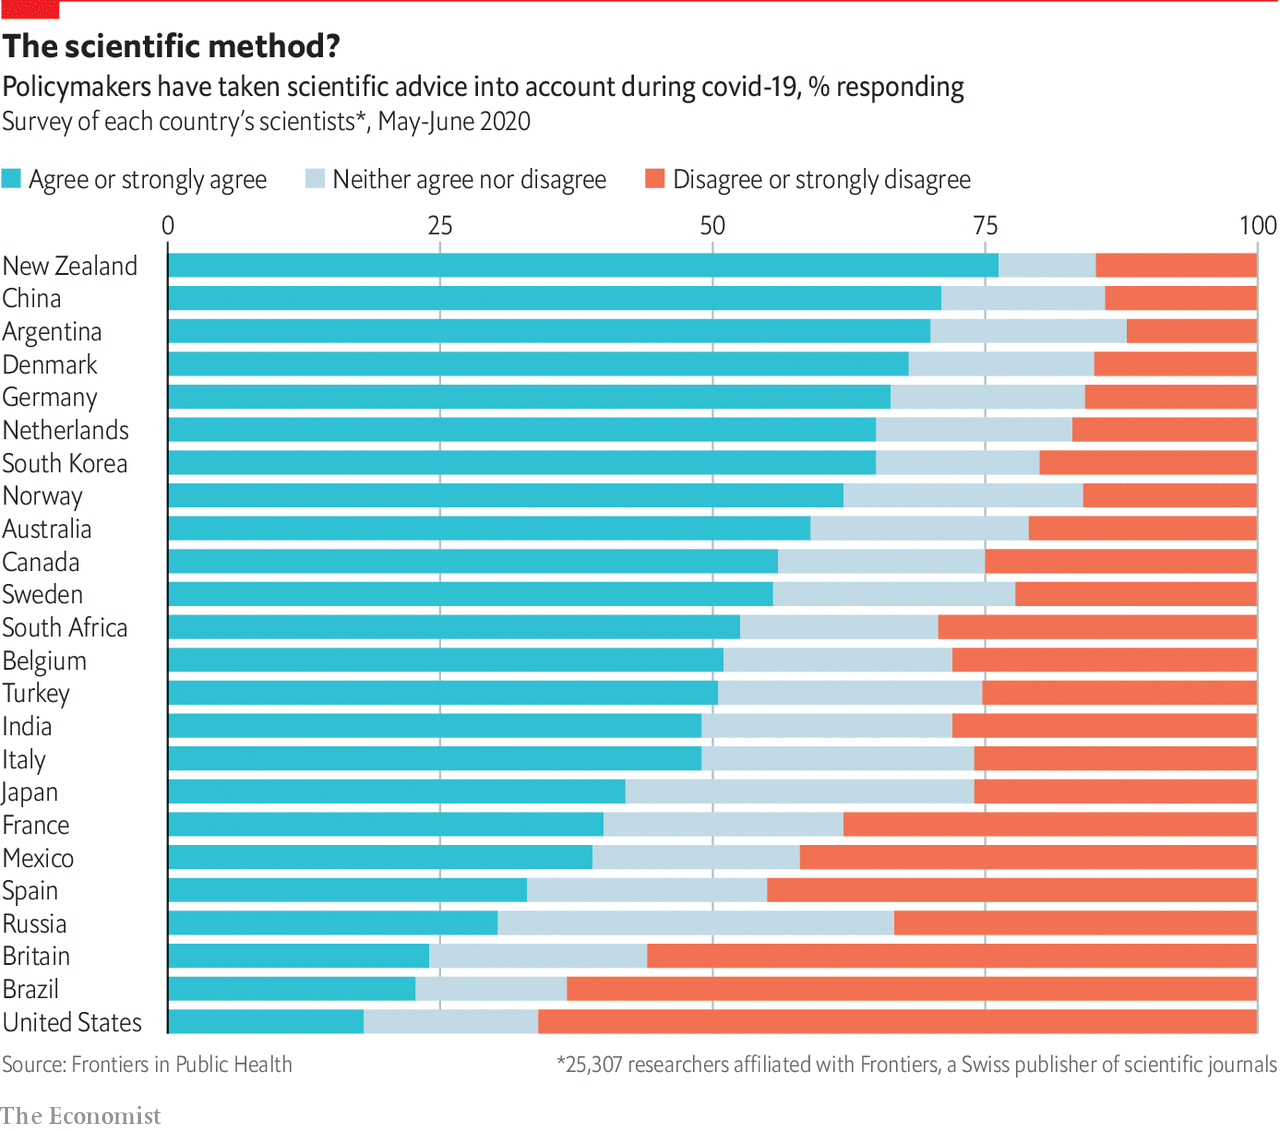 The scientific method?
Policymakers have taken scientific advice into account during covid-19, % responding
Survey of each country's scientists*, May-June 2020
Agree or strongly agree Neither agree nor disagree Disagree or strongly disagree
0 25 50 75 100
New Zealand
China
Argentina
Denmark
Germany
Netherlands
South Korea
Norway
Australia
Canada
Sweden
South Africa
Belgium
Turkey
India
Italy
Japan
France
Mexico
Spain
Russia
Britain
Brazil
United States
Source: Frontiers in Public Health *25,307 researchers affiliated with Frontiers, a Swiss publisher of scientific journals
The Economist